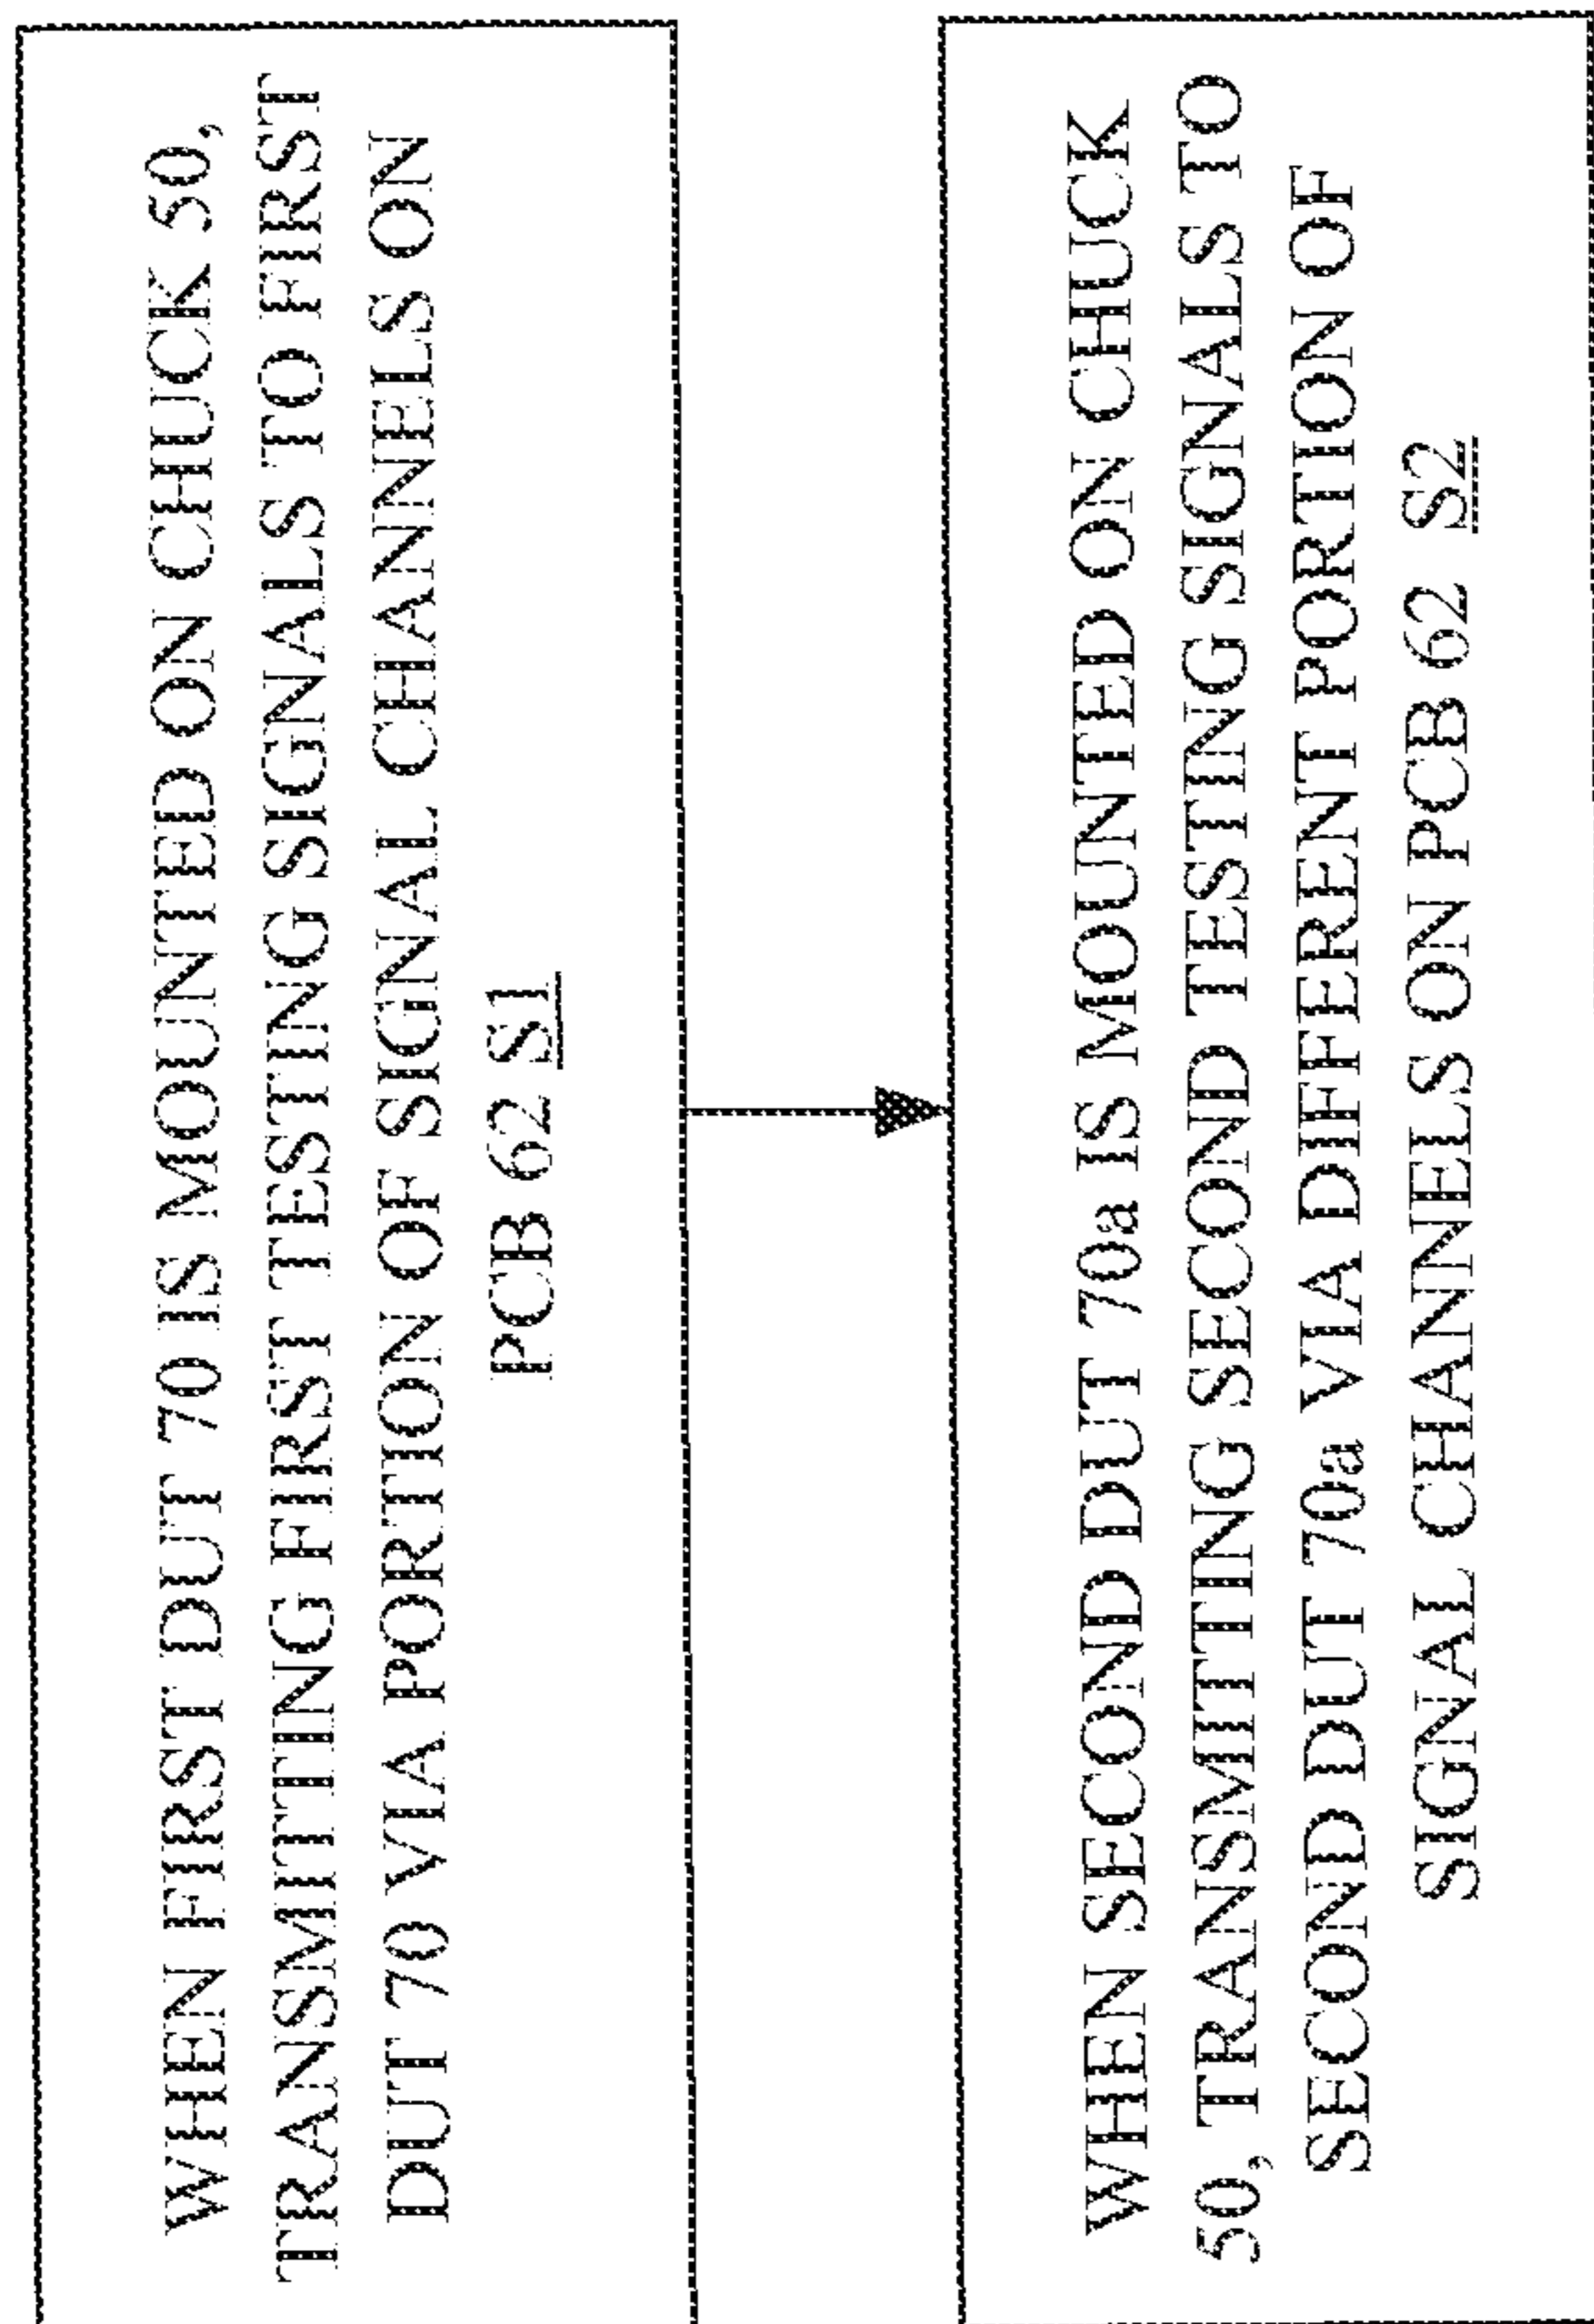 WHEN FIRST DUT 70 IS MOUNTED ON CHUCK 50,
TRANSMITTING FIRST TESTING SIGNALS TO FIRST
DUT 70 VIA PORTION OF SIGNAL CHANNELS ON
PCB 62 S1
WHEN SECOND DUT 70a IS MOUNTED ON CHUCK
50, TRANSMITTING SECOND TESTING SIGNALS TO
SECOND DUT 70a VIA DIFFERENT PORTION OF
SIGNAL CHANNELS ON PCB 62 S2